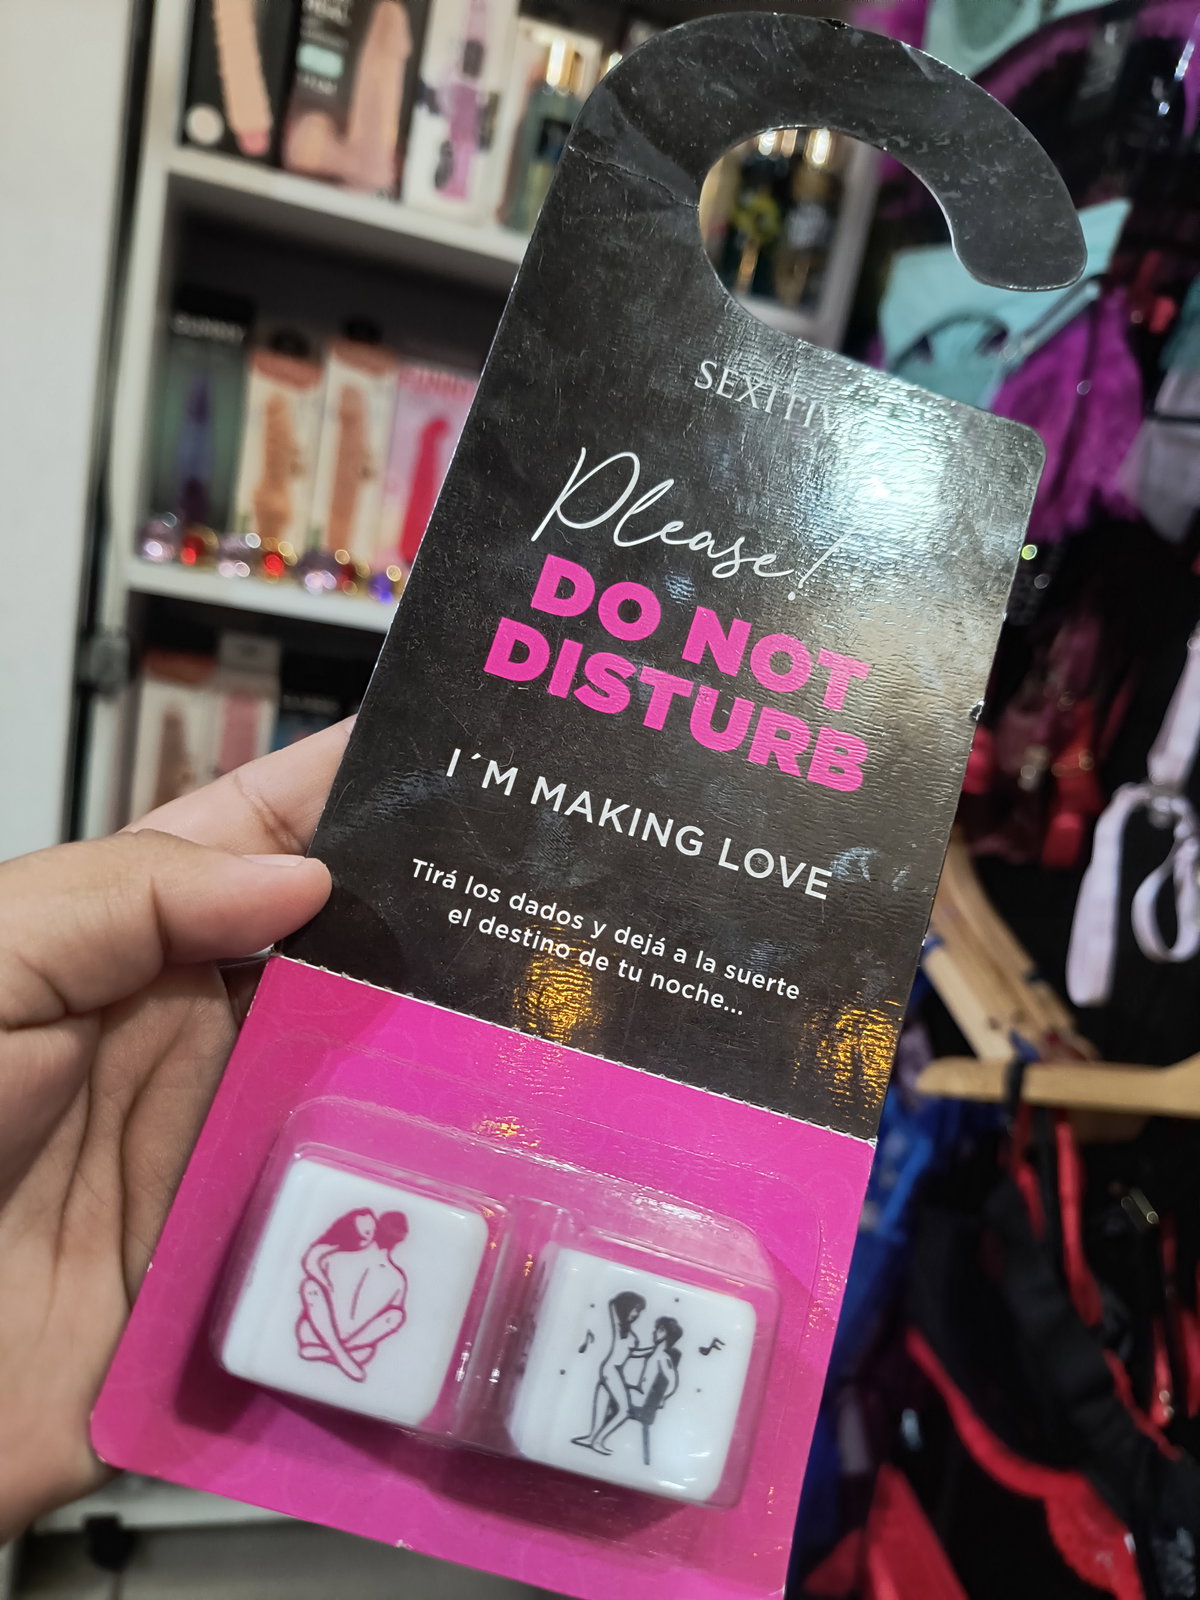 SEXITIV
Please!
DO NOT
DISTURB
I´M MAKING LOVE
Tirá los dados y dejá a la suerte
el destino de tu noche...